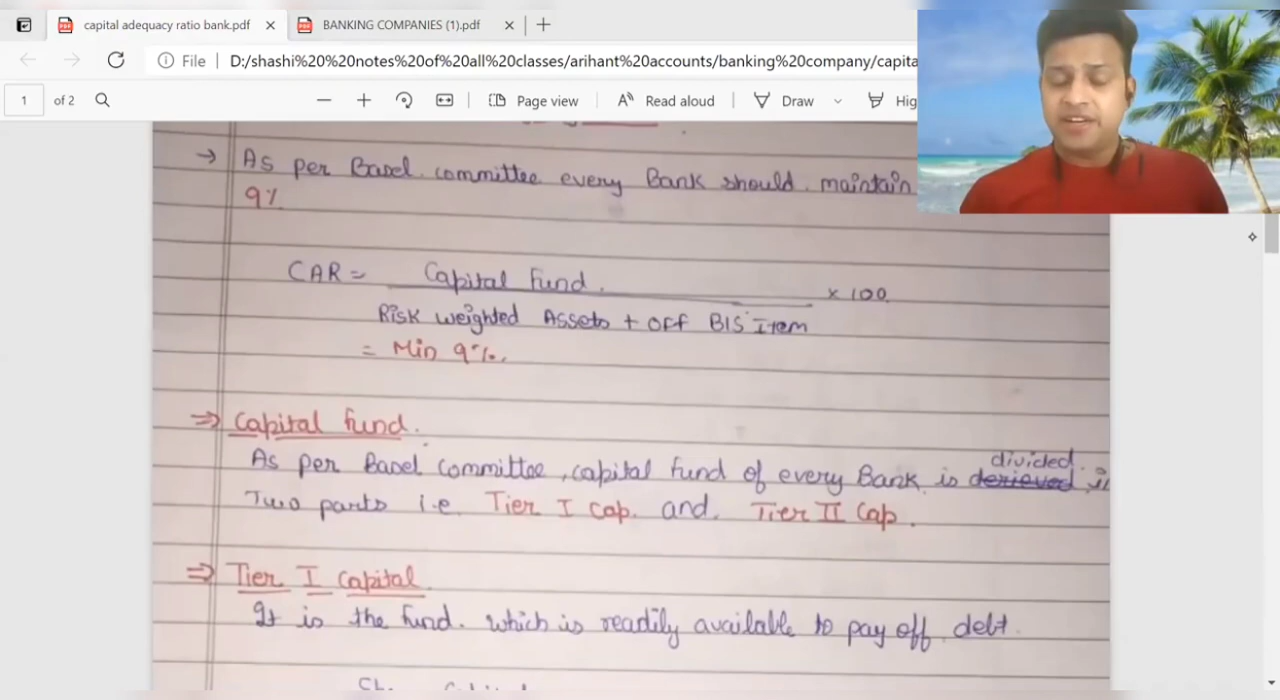 capital adequacy ratio bank.pdf
BANKING COMPANIES (1).pdf
File
D:/shashi%20%20notes%20of%20all%20classes/arihant%20accounts/banking%20company/capita
1 of 2
Page view
Read aloud
Draw
Hig
→ As per Basel committee every Bank should maintain
9%
CAR = Capital Fund. × 100
Risk weighted Assets + OFF B/S Item
= Min 9%.
⇒ Capital Fund.
divided
As per Basel committee, capital fund of every Bank is derieved in
Two parts i.e Tier I Cap. and Tier II Cap.
⇒ Tier I Capital
It is the fund. which is readily available to pay off debt.